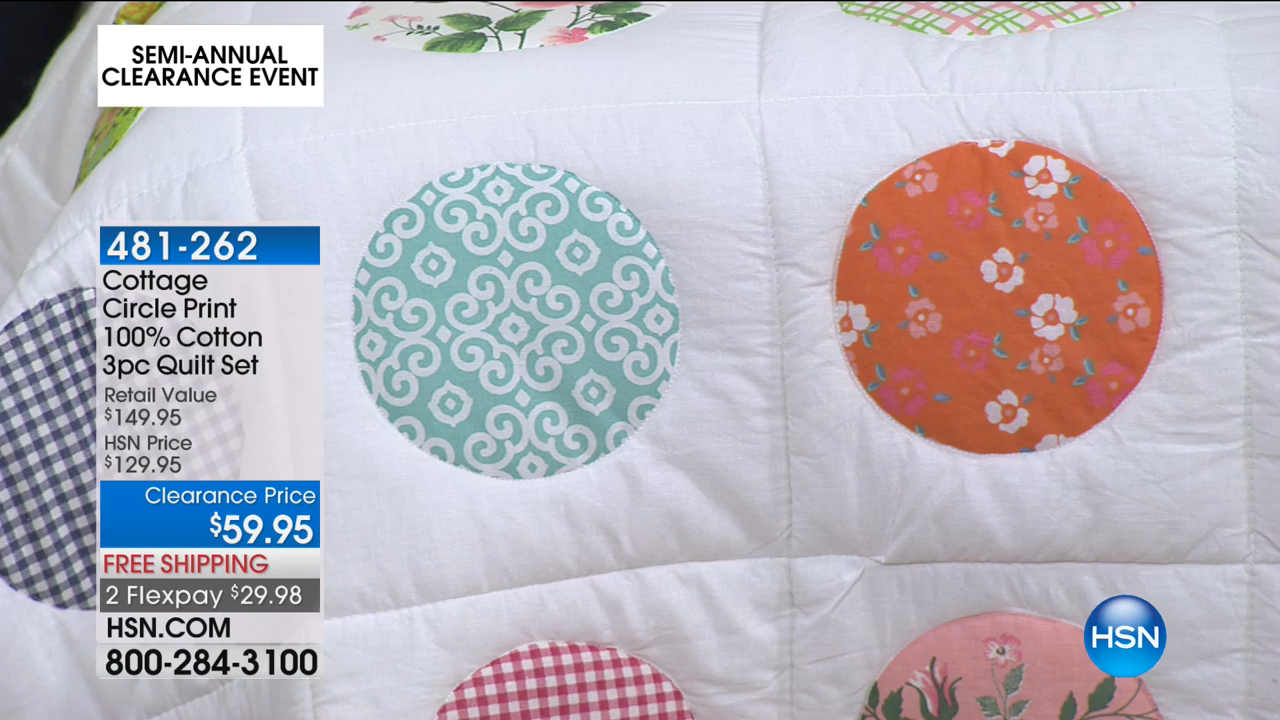 SEMI-ANNUAL
CLEARANCE EVENT
481-262
Cottage
Circle Print
100% Cotton
3pc Quilt Set
Retail Value
$149.95
HSN Price
$129.95
Clearance Price
$59.95
FREE SHIPPING
2 Flexpay $29.98
HSN.COM
800-284-3100
HSN